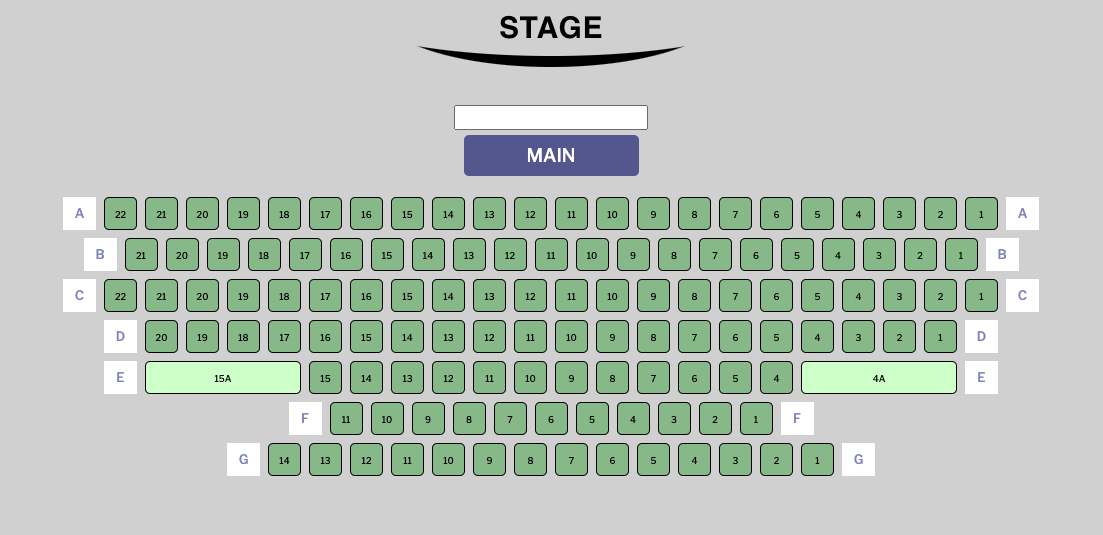 STAGE
MAIN
A 22 21 20 19 18 17 16 15 14 13 12 11 10 9 8 7 6 5 4 3 2 1 A
B 21 20 19 18 17 16 15 14 13 12 11 10 9 8 7 6 5 4 3 2 1 B
C 22 21 20 19 18 17 16 15 14 13 12 11 10 9 8 7 6 5 4 3 2 1 C
D 20 19 18 17 16 15 14 13 12 11 10 9 8 7 6 5 4 3 2 1 D
E 15A 15 14 13 12 11 10 9 8 7 6 5 4 4A E
F 11 10 9 8 7 6 5 4 3 2 1 F
G 14 13 12 11 10 9 8 7 6 5 4 3 2 1 G